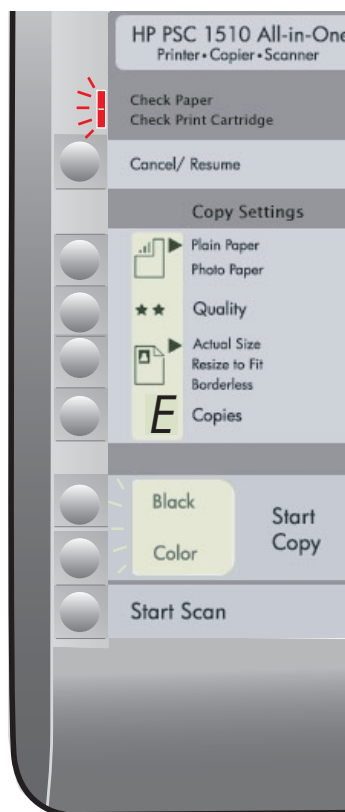 HP PSC 1510 All-in-One
Printer • Copier • Scanner
Check Paper
Check Print Cartridge
Cancel/ Resume
Copy Settings
Plain Paper
Photo Paper
Quality
Actual Size
Resize to Fit
Borderless
E Copies
Black
Start
Copy
Color
Start Scan